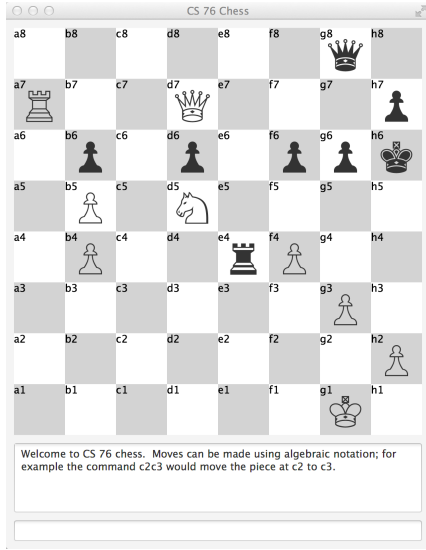 CS 76 Chess
a8 b8 c8 d8 e8 f8 g8 h8
a7 b7 c7 d7 e7 f7 g7 h7
a6 b6 c6 d6 e6 f6 g6 h6
a5 b5 c5 d5 e5 f5 g5 h5
a4 b4 c4 d4 e4 f4 g4 h4
a3 b3 c3 d3 e3 f3 g3 h3
a2 b2 c2 d2 e2 f2 g2 h2
a1 b1 c1 d1 e1 f1 g1 h1
Welcome to CS 76 chess.  Moves can be made using algebraic notation; for
example the command c2c3 would move the piece at c2 to c3.